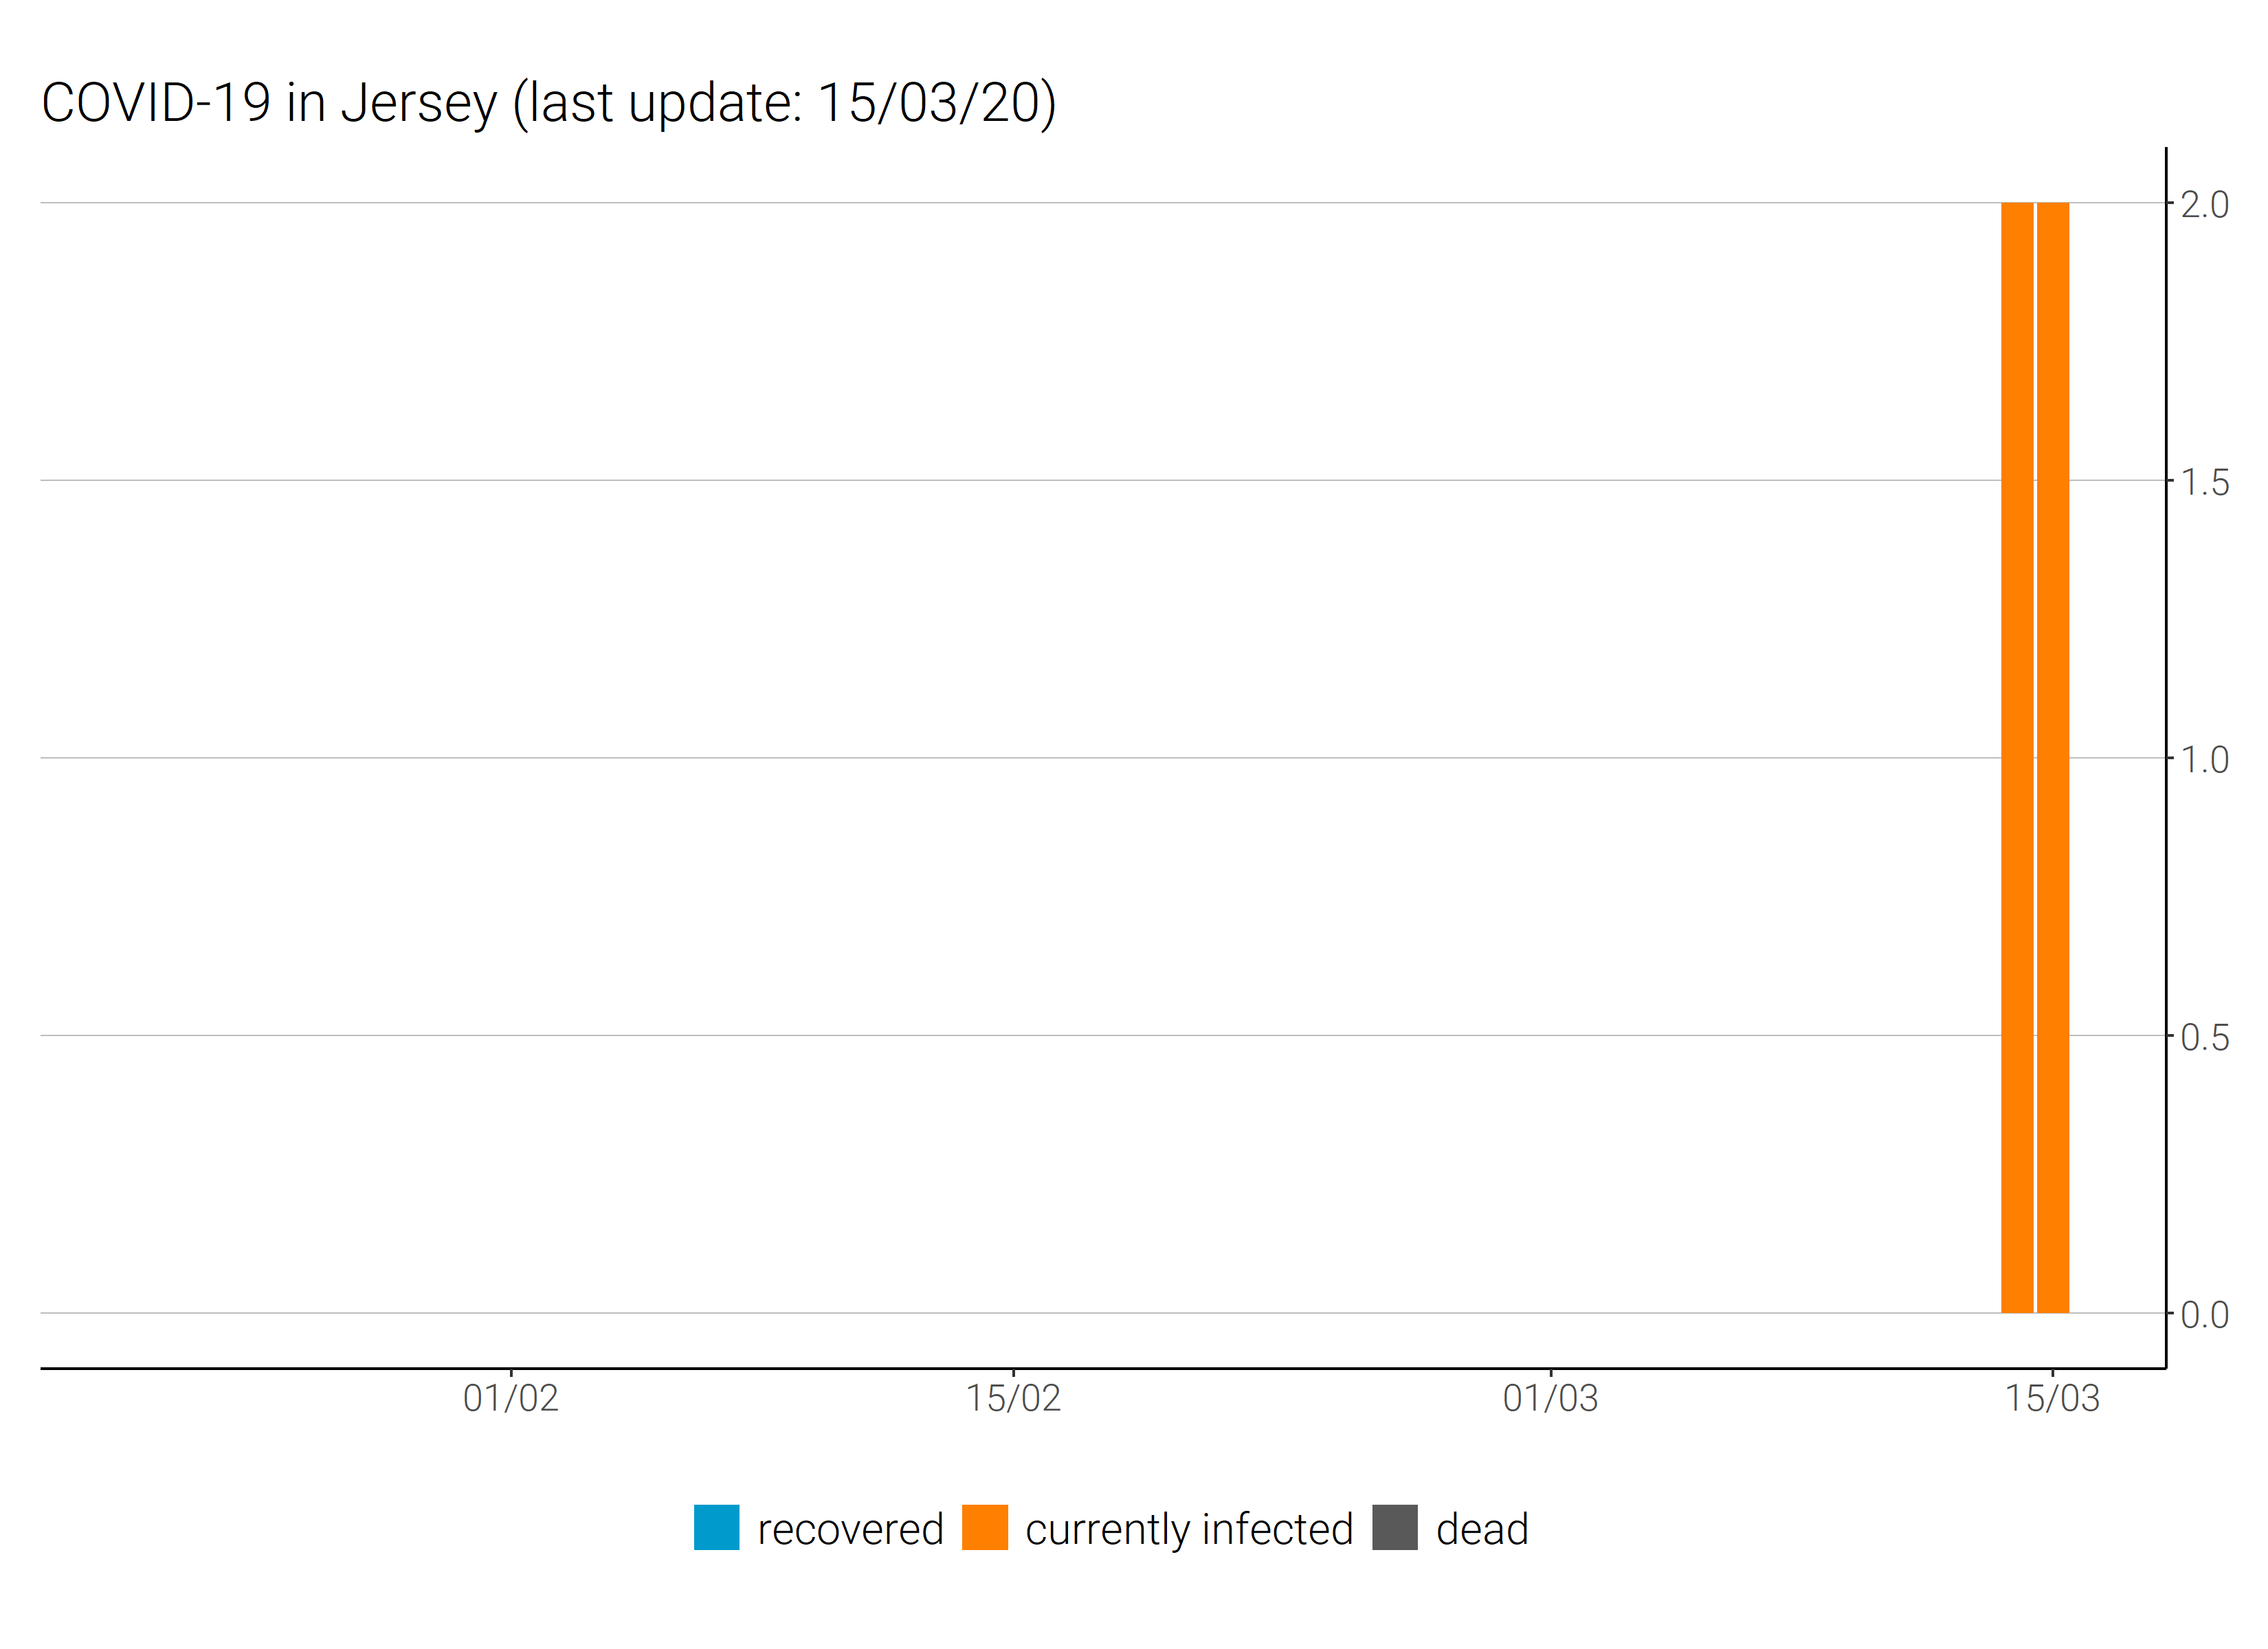 COVID-19 in Jersey (last update: 15/03/20)
2.0
1.5
1.0
0.5
0.0
01/02 15/02 01/03 15/03
recovered currently infected dead